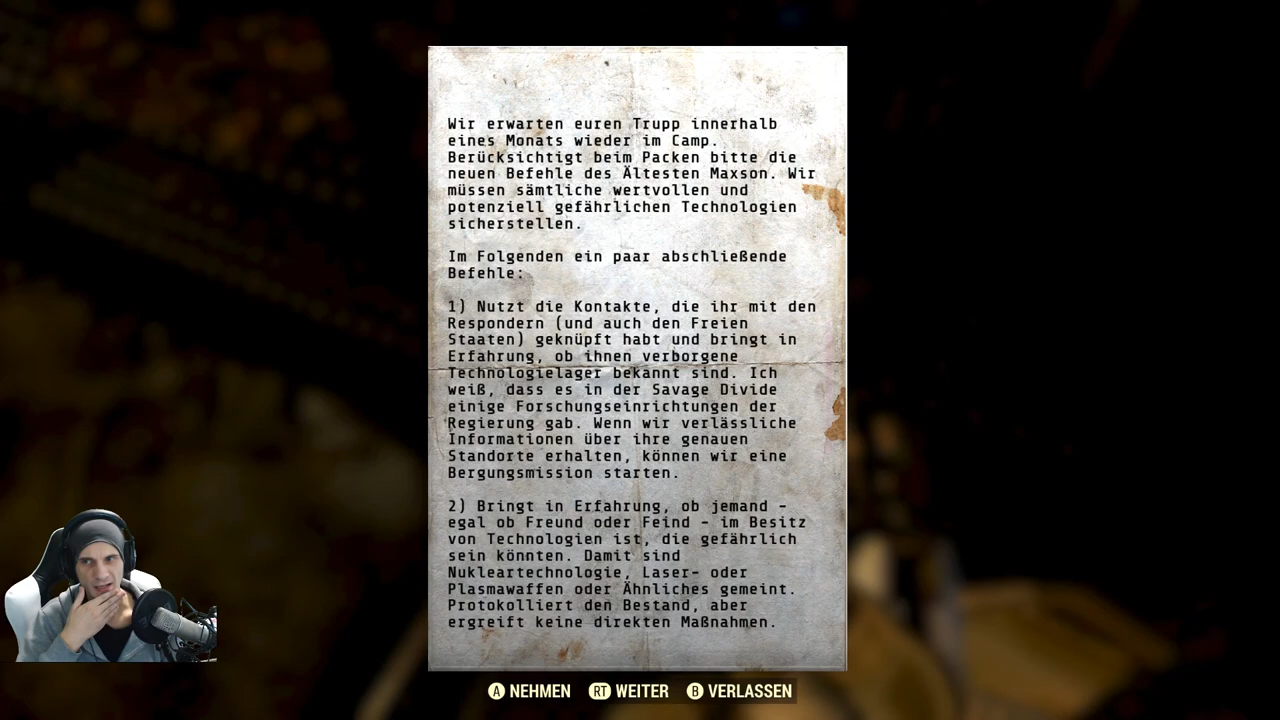 Wir erwarten euren Trupp innerhalb
eines Monats wieder im Camp.
Berücksichtigt beim Packen bitte die
neuen Befehle des Ältesten Maxson. Wir
müssen sämtliche wertvollen und
potenziell gefährlichen Technologien
sicherstellen.
Im Folgenden ein paar abschließende
Befehle:
1) Nutzt die Kontakte, die ihr mit den
Respondern (und auch den Freien
Staaten) geknüpft habt und bringt in
Erfahrung, ob ihnen verborgene
Technologielager bekannt sind. Ich
weiß, dass es in der Savage Divide
einige Forschungseinrichtungen der
Regierung gab. Wenn wir verlässliche
Informationen über ihre genauen
Standorte erhalten, können wir eine
Bergungsmission starten.
2) Bringt in Erfahrung, ob jemand -
egal ob Freund oder Feind - im Besitz
von Technologien ist, die gefährlich
sein könnten. Damit sind
Nukleartechnologie, Laser- oder
Plasmawaffen oder Ähnliches gemeint.
Protokolliert den Bestand, aber
ergreift keine direkten Maßnahmen.
A NEHMEN RT WEITER B VERLASSEN